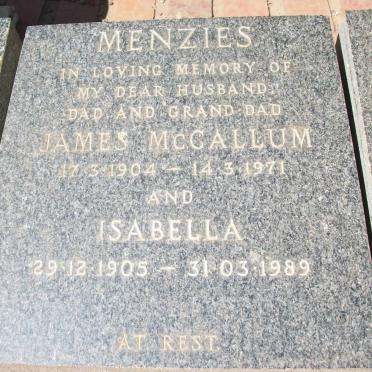 MENZIES
IN LOVING MEMORY OF
MY DEAR HUSBAND
DAD AND GRAND-DAD
JAMES McCALLUM
17.3.1904 — 14.3.1971
AND
ISABELLA
29.12.1905 — 31.03.1989
AT REST